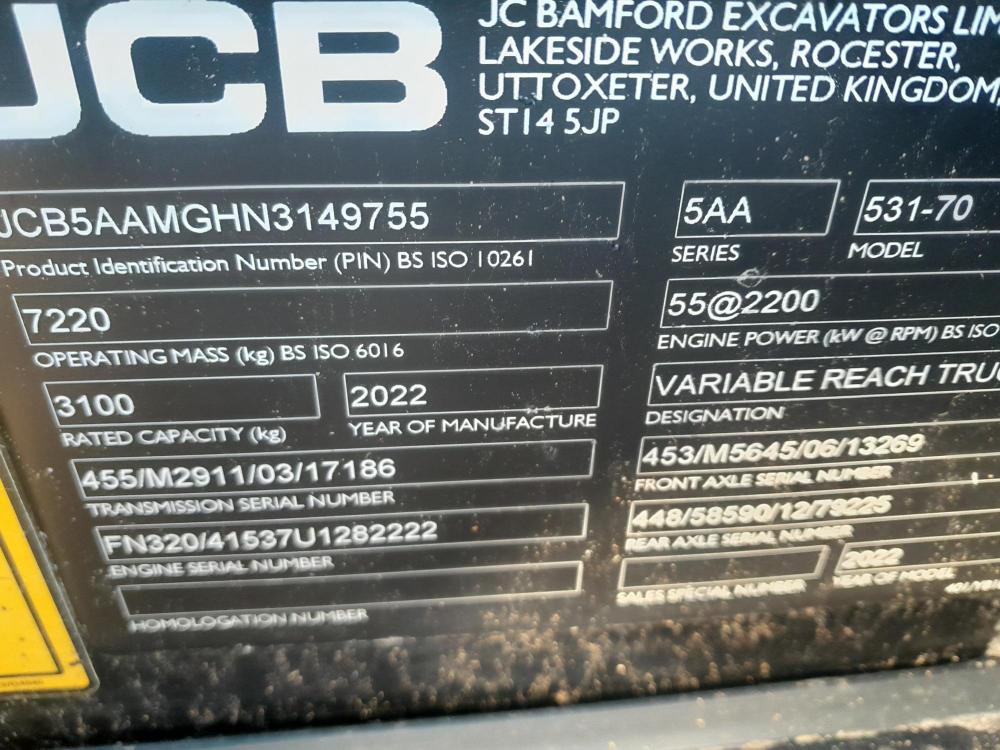 JCB
JC BAMFORD EXCAVATORS LIM
LAKESIDE WORKS, ROCESTER,
UTTOXETER, UNITED KINGDOM,
ST14 5JP
JCB5AAMGHN3149755
Product Identification Number (PIN) BS ISO 10261
5AA
SERIES
531-70
MODEL
7220
OPERATING MASS (kg) BS ISO 6016
55@2200
ENGINE POWER (kW @ RPM) BS ISO
3100
RATED CAPACITY (kg)
2022
YEAR OF MANUFACTURE
VARIABLE REACH TRU
DESIGNATION
455/M2911/03/17186
TRANSMISSION SERIAL NUMBER
453/M5645/06/13269
FRONT AXLE SERIAL NUMBER
FN320/41537U1282222
ENGINE SERIAL NUMBER
448/58590/12/79225
REAR AXLE SERIAL NUMBER
HOMOLOGATION NUMBER
SALES SPECIAL NUMBER
2022
YEAR OF MODEL